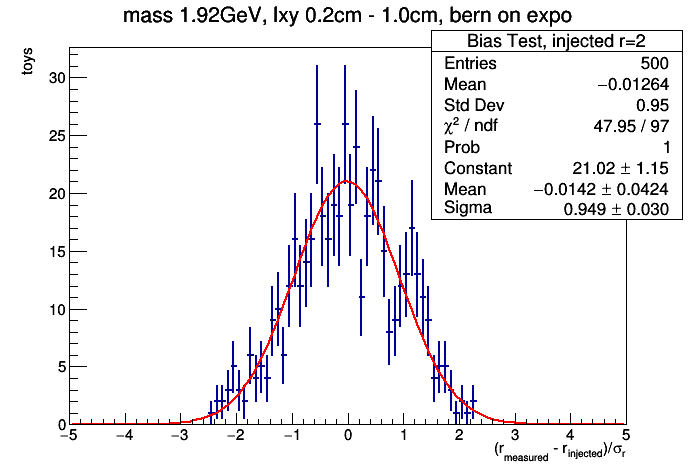 mass 1.92GeV, lxy 0.2cm - 1.0cm, bern on expo
toys
Bias Test, injected r=2
Entries 500
Mean −0.01264
Std Dev 0.95
χ² / ndf 47.95 / 97
Prob 1
Constant 21.02 ± 1.15
Mean −0.0142 ± 0.0424
Sigma 0.949 ± 0.030
30
25
20
15
10
5
0
−5 −4 −3 −2 −1 0 1 2 3 4 5
(r_measured - r_injected)/σ_r